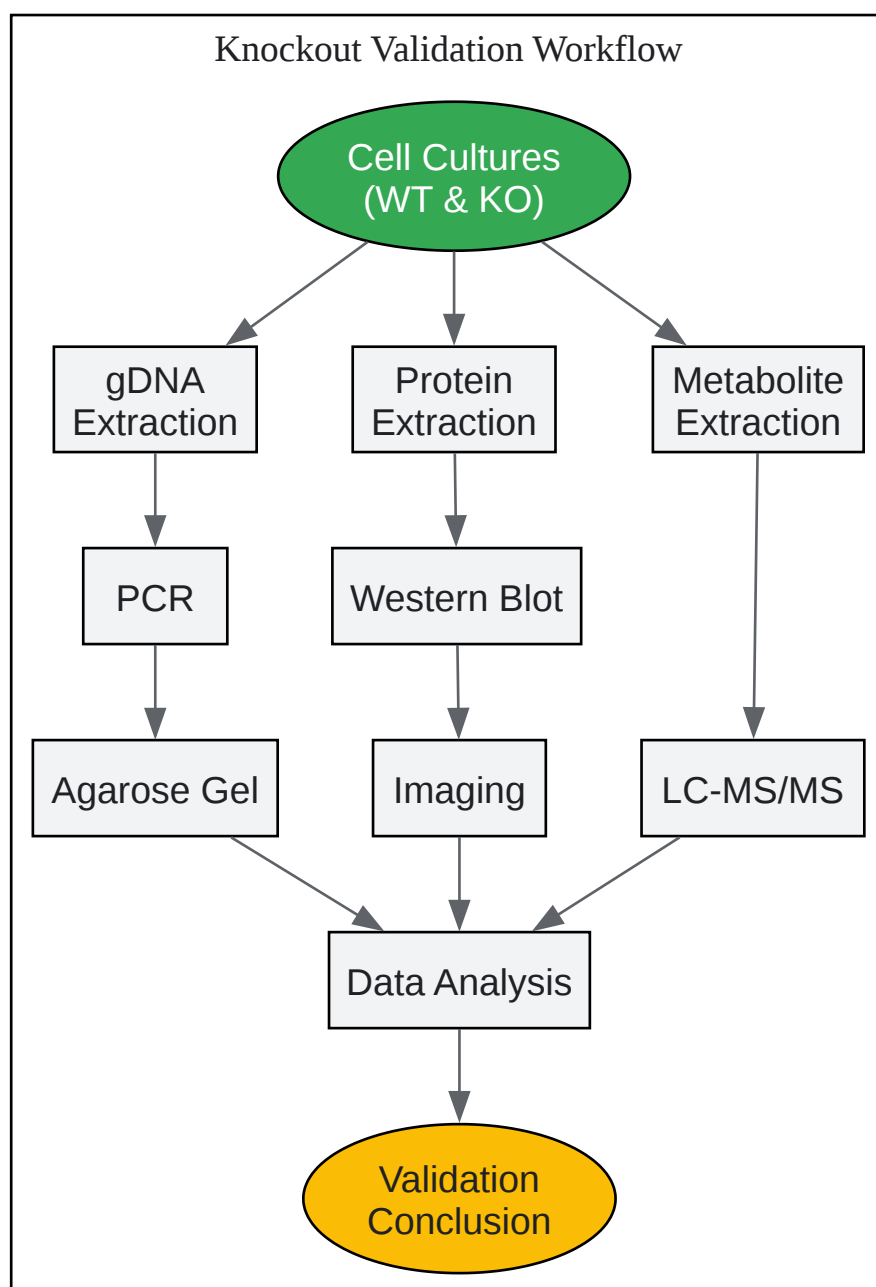 Knockout Validation Workflow
Cell Cultures
(WT & KO)
gDNA
Extraction
Protein
Extraction
Metabolite
Extraction
PCR
Western Blot
Agarose Gel
Imaging
LC-MS/MS
Data Analysis
Validation
Conclusion